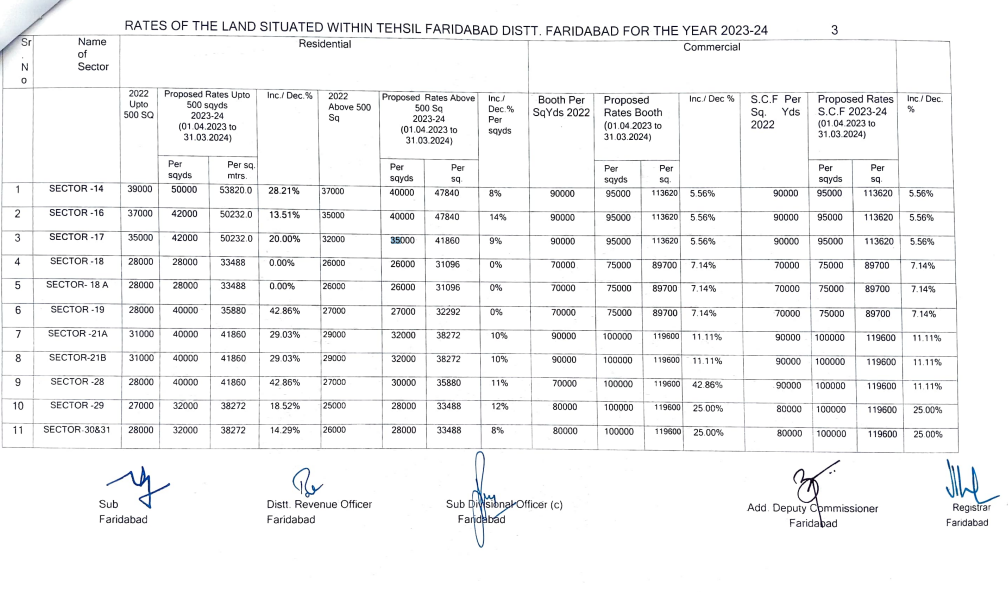 RATES OF THE LAND SITUATED WITHIN TEHSIL FARIDABAD DISTT. FARIDABAD FOR THE YEAR 2023-24 3
Sr. No Name of Sector Residential Commercial
2022 Upto 500 SQ Proposed Rates Upto 500 sqyds 2023-24 (01.04.2023 to 31.03.2024) Inc./ Dec.% 2022 Above 500 Sq Proposed Rates Above 500 Sq 2023-24 (01.04.2023 to 31.03.2024) Inc./ Dec.% Per sqyds Booth Per SqYds 2022 Proposed Rates Booth (01.04.2023 to 31.03.2024) Inc./ Dec % S.C.F Per Sq. Yds 2022 Proposed Rates S.C.F 2023-24 (01.04.2023 to 31.03.2024) Inc./ Dec. %
Per sqyds Per sq. mtrs. Per sqyds Per sq. Per sqyds Per sq. Per sqyds Per sq.
1 SECTOR -14 39000 50000 53820.0 28.21% 37000 40000 47840 8% 90000 95000 113620 5.56% 90000 95000 113620 5.56%
2 SECTOR -16 37000 42000 50232.0 13.51% 35000 40000 47840 14% 90000 95000 113620 5.56% 90000 95000 113620 5.56%
3 SECTOR -17 35000 42000 50232.0 20.00% 32000 35000 41860 9% 90000 95000 113620 5.56% 90000 95000 113620 5.56%
4 SECTOR -18 28000 28000 33488 0.00% 26000 26000 31096 0% 70000 75000 89700 7.14% 70000 75000 89700 7.14%
5 SECTOR- 18 A 28000 28000 33488 0.00% 26000 26000 31096 0% 70000 75000 89700 7.14% 70000 75000 89700 7.14%
6 SECTOR -19 28000 40000 35880 42.86% 27000 27000 32292 0% 70000 75000 89700 7.14% 70000 75000 89700 7.14%
7 SECTOR -21A 31000 40000 41860 29.03% 29000 32000 38272 10% 90000 100000 119600 11.11% 90000 100000 119600 11.11%
8 SECTOR-21B 31000 40000 41860 29.03% 29000 32000 38272 10% 90000 100000 119600 11.11% 90000 100000 119600 11.11%
9 SECTOR -28 28000 40000 41860 42.86% 27000 30000 35880 11% 70000 100000 119600 42.86% 90000 100000 119600 11.11%
10 SECTOR -29 27000 32000 38272 18.52% 25000 28000 33488 12% 80000 100000 119600 25.00% 80000 100000 119600 25.00%
11 SECTOR-30&31 28000 32000 38272 14.29% 26000 28000 33488 8% 80000 100000 119600 25.00% 80000 100000 119600 25.00%
Sub Distt. Revenue Officer Sub Divisional Officer (c) Add. Deputy Commissioner Registrar
Faridabad Faridabad Faridabad Faridabad Faridabad